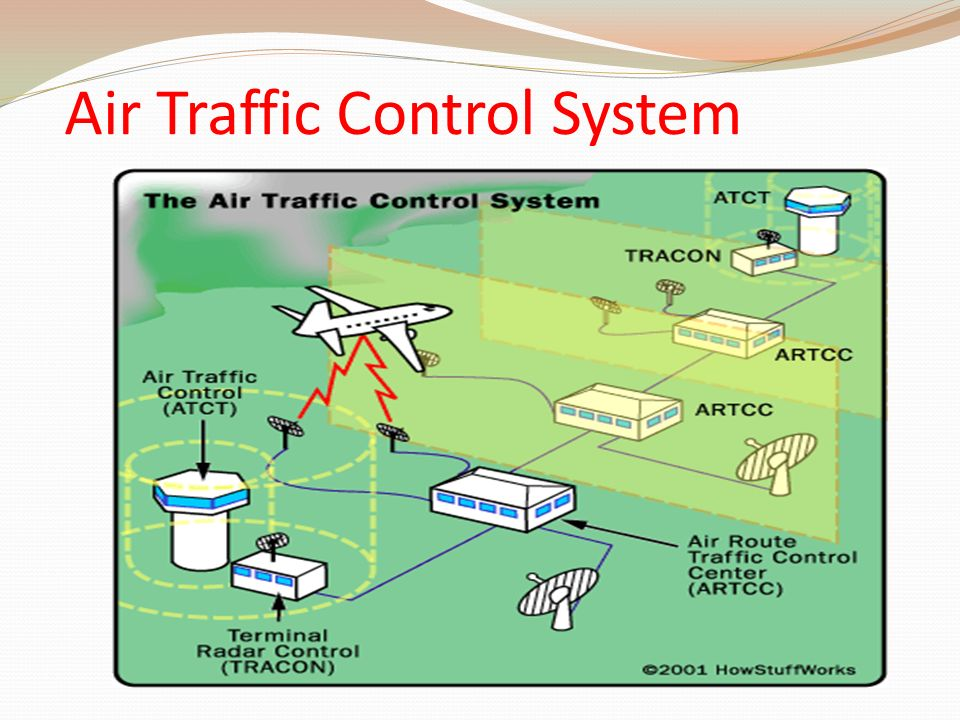 Air Traffic Control System
The Air Traffic Control System
ATCT
TRACON
ARTCC
ARTCC
Air Traffic
Control
(ATCT)
Air Route
Traffic Control
Center
(ARTCC)
Terminal
Radar Control
(TRACON)
©2001 HowStuffWorks